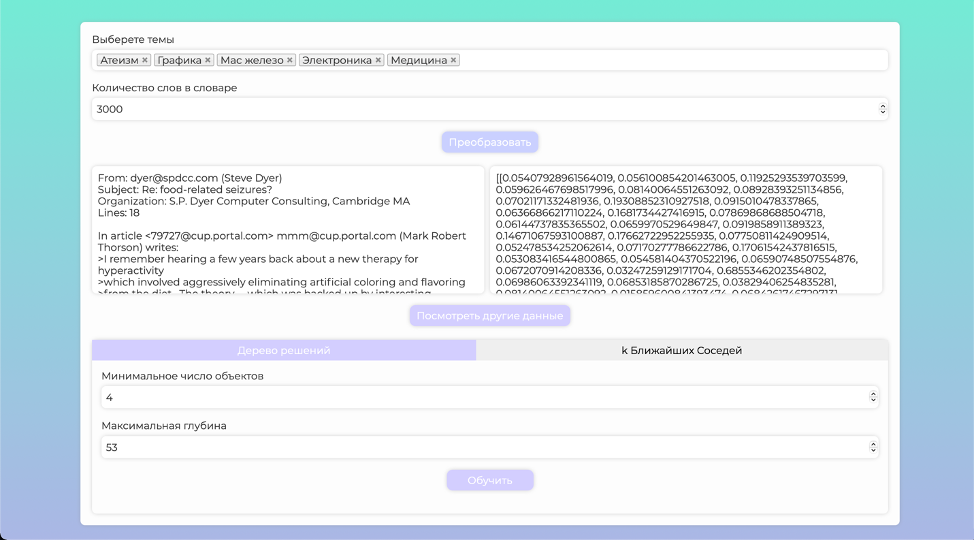 Выберете темы
Атеизм × Графика × Мас железо × Электроника × Медицина ×
Количество слов в словаре
3000
Преобразовать
From: dyer@spdcc.com (Steve Dyer)
Subject: Re: food-related seizures?
Organization: S.P. Dyer Computer Consulting, Cambridge MA
Lines: 18
In article <79727@cup.portal.com> mmm@cup.portal.com (Mark Robert
Thorson) writes:
>I remember hearing a few years back about a new therapy for
hyperactivity
>which involved aggressively eliminating artificial coloring and flavoring
>from the diet. The theory -- which was backed up by interesting
[[0.05407928961564019, 0.056100854201463005, 0.11925293539703599,
0.059626467698517996, 0.08140064551263092, 0.08928393251134856,
0.07021171332481936, 0.19308852310927518, 0.0915010478337865,
0.06366866217110224, 0.1681734427416915, 0.07869868688504718,
0.06144737835365502, 0.0659970529649847, 0.0919858911389323,
0.14671067593100887, 0.17662722952255935, 0.07750811424909514,
0.052478534252062614, 0.07170277786622786, 0.17061542437816515,
0.053083416544800865, 0.054581404370522196, 0.06590748507554876,
0.0672070914208336, 0.03247259129171704, 0.6855346202354802,
0.06986063392341119, 0.06853185870286725, 0.03829406254835281,
Посмотреть другие данные
Дерево решений
k Ближайших Соседей
Минимальное число объектов
4
Максимальная глубина
53
Обучить